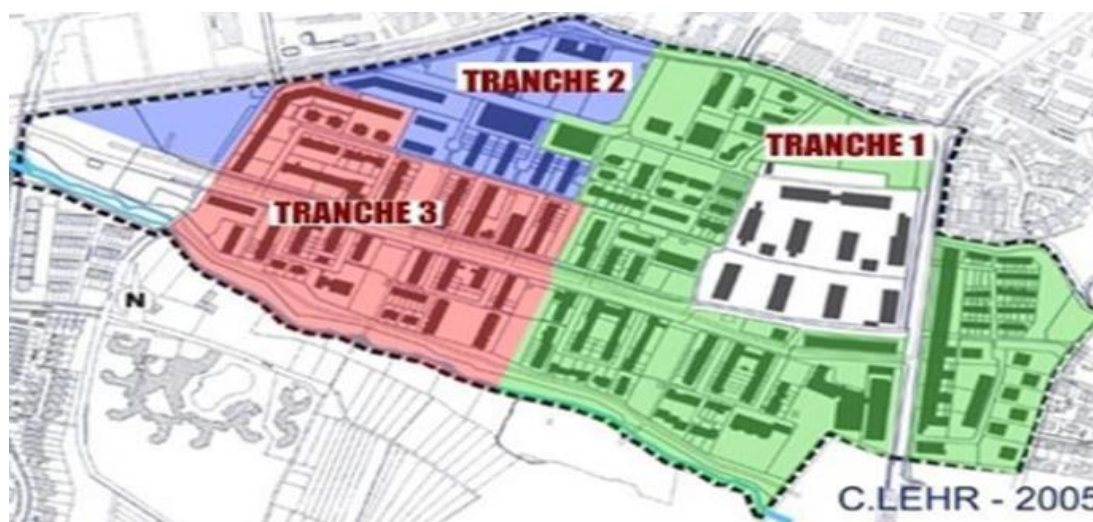 TRANCHE 2
TRANCHE 1
TRANCHE 3
N
C.LEHR - 2005